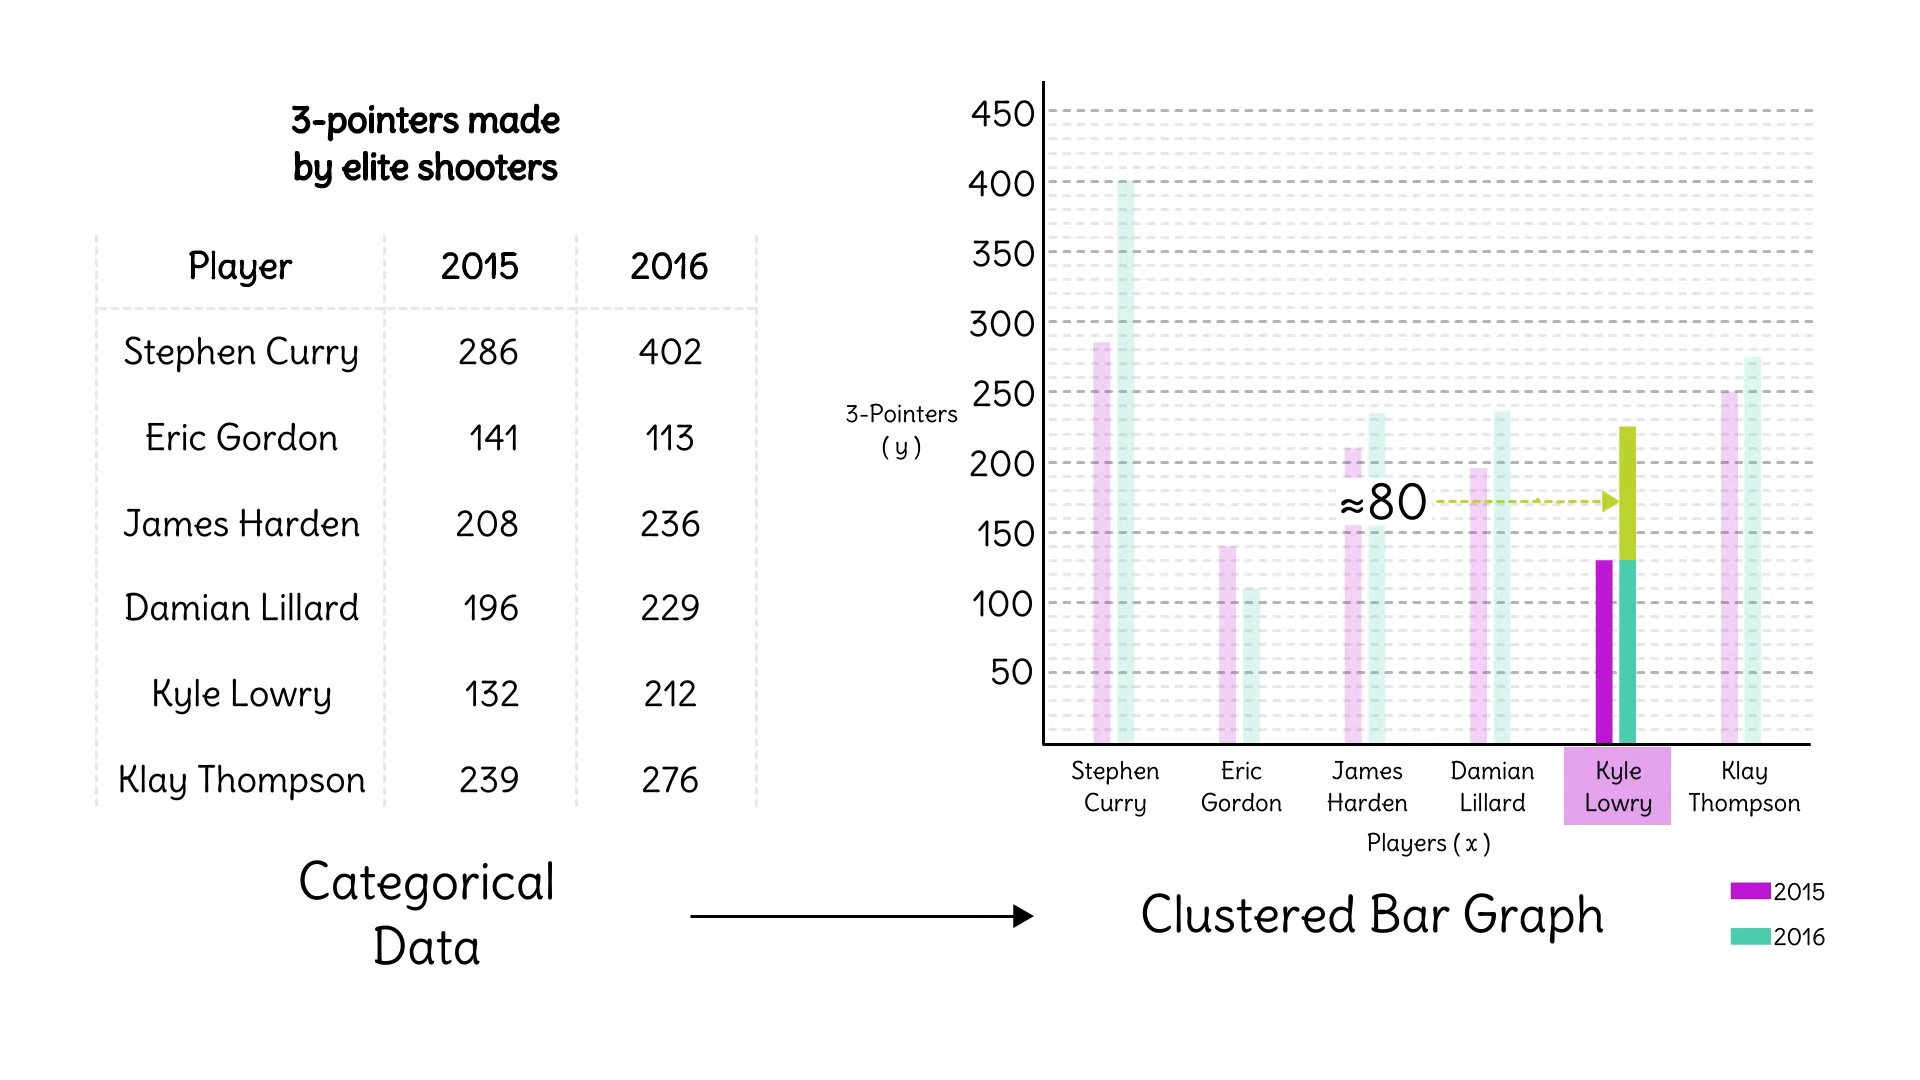 3-pointers made
by elite shooters
Player 2015 2016
Stephen Curry 286 402
Eric Gordon 141 113
James Harden 208 236
Damian Lillard 196 229
Kyle Lowry 132 212
Klay Thompson 239 276
Categorical
Data
3-Pointers
( y )
450
400
350
300
250
200
150
100
50
≈80
Stephen
Curry
Eric
Gordon
James
Harden
Damian
Lillard
Kyle
Lowry
Klay
Thompson
Players ( x )
Clustered Bar Graph
2015
2016